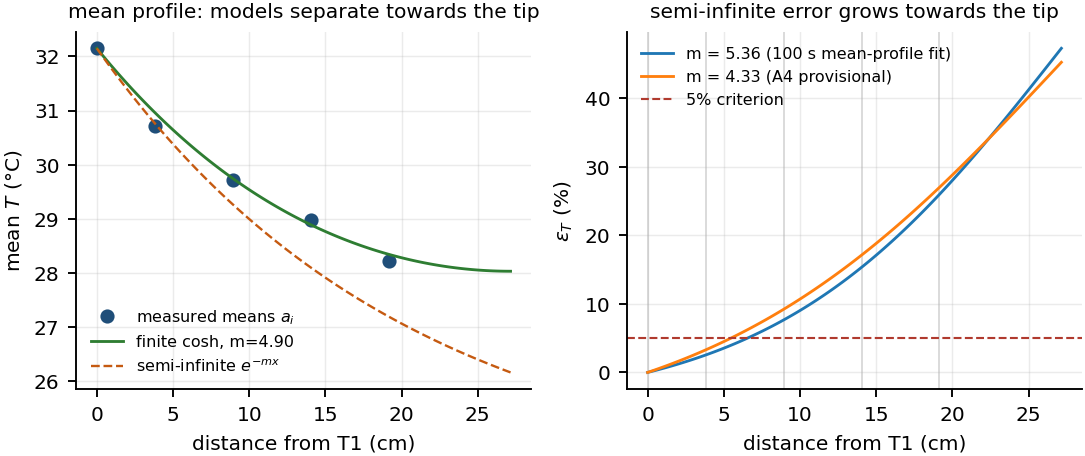 mean profile: models separate towards the tip
mean T (°C)
32
31
30
29
28
27
26
measured means aᵢ
finite cosh, m=4.90
semi-infinite e⁻ᵐˣ
0 5 10 15 20 25
distance from T1 (cm)
semi-infinite error grows towards the tip
εT (%)
m = 5.36 (100 s mean-profile fit)
m = 4.33 (A4 provisional)
5% criterion
40
30
20
10
0
0 5 10 15 20 25
distance from T1 (cm)